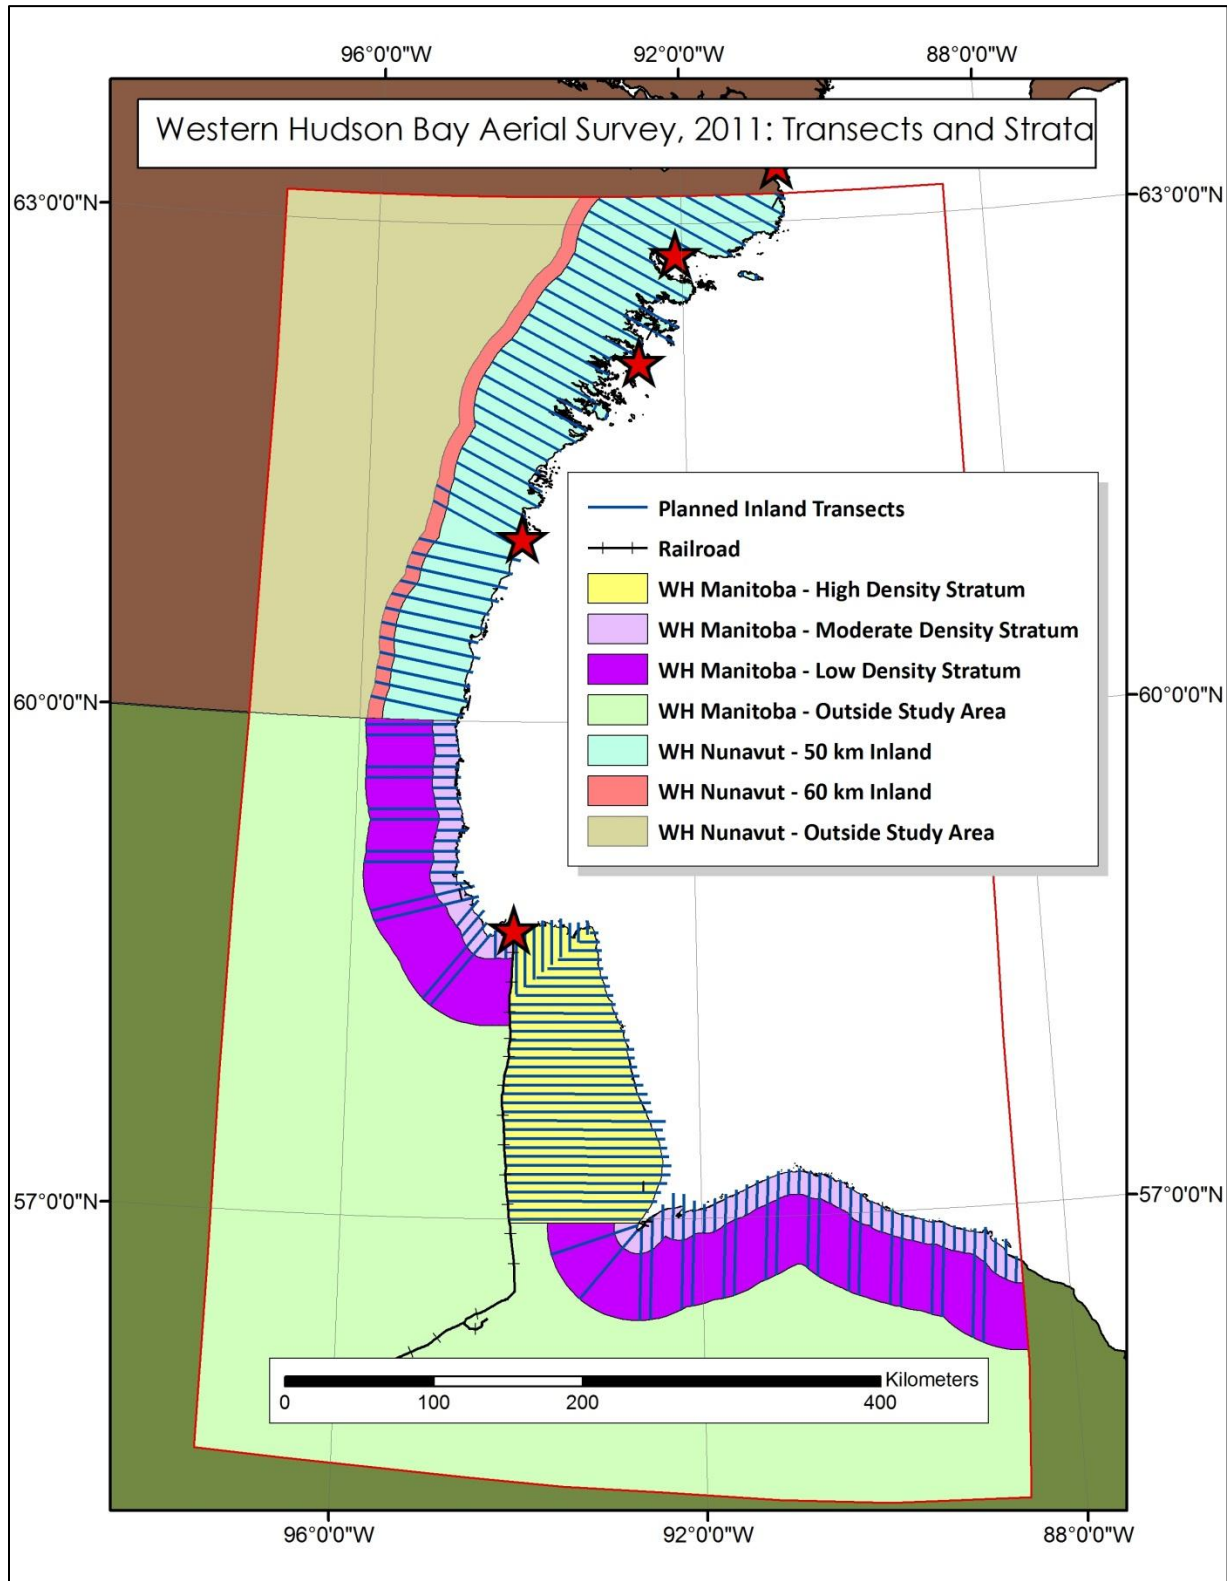 96°0'0"W 92°0'0"W 88°0'0"W
Western Hudson Bay Aerial Survey, 2011: Transects and Strata
63°0'0"N 63°0'0"N
Planned Inland Transects
Railroad
WH Manitoba - High Density Stratum
WH Manitoba - Moderate Density Stratum
WH Manitoba - Low Density Stratum
60°0'0"N 60°0'0"N
WH Manitoba - Outside Study Area
WH Nunavut - 50 km Inland
WH Nunavut - 60 km Inland
WH Nunavut - Outside Study Area
57°0'0"N 57°0'0"N
Kilometers
0 100 200 400
96°0'0"W 92°0'0"W 88°0'0"W